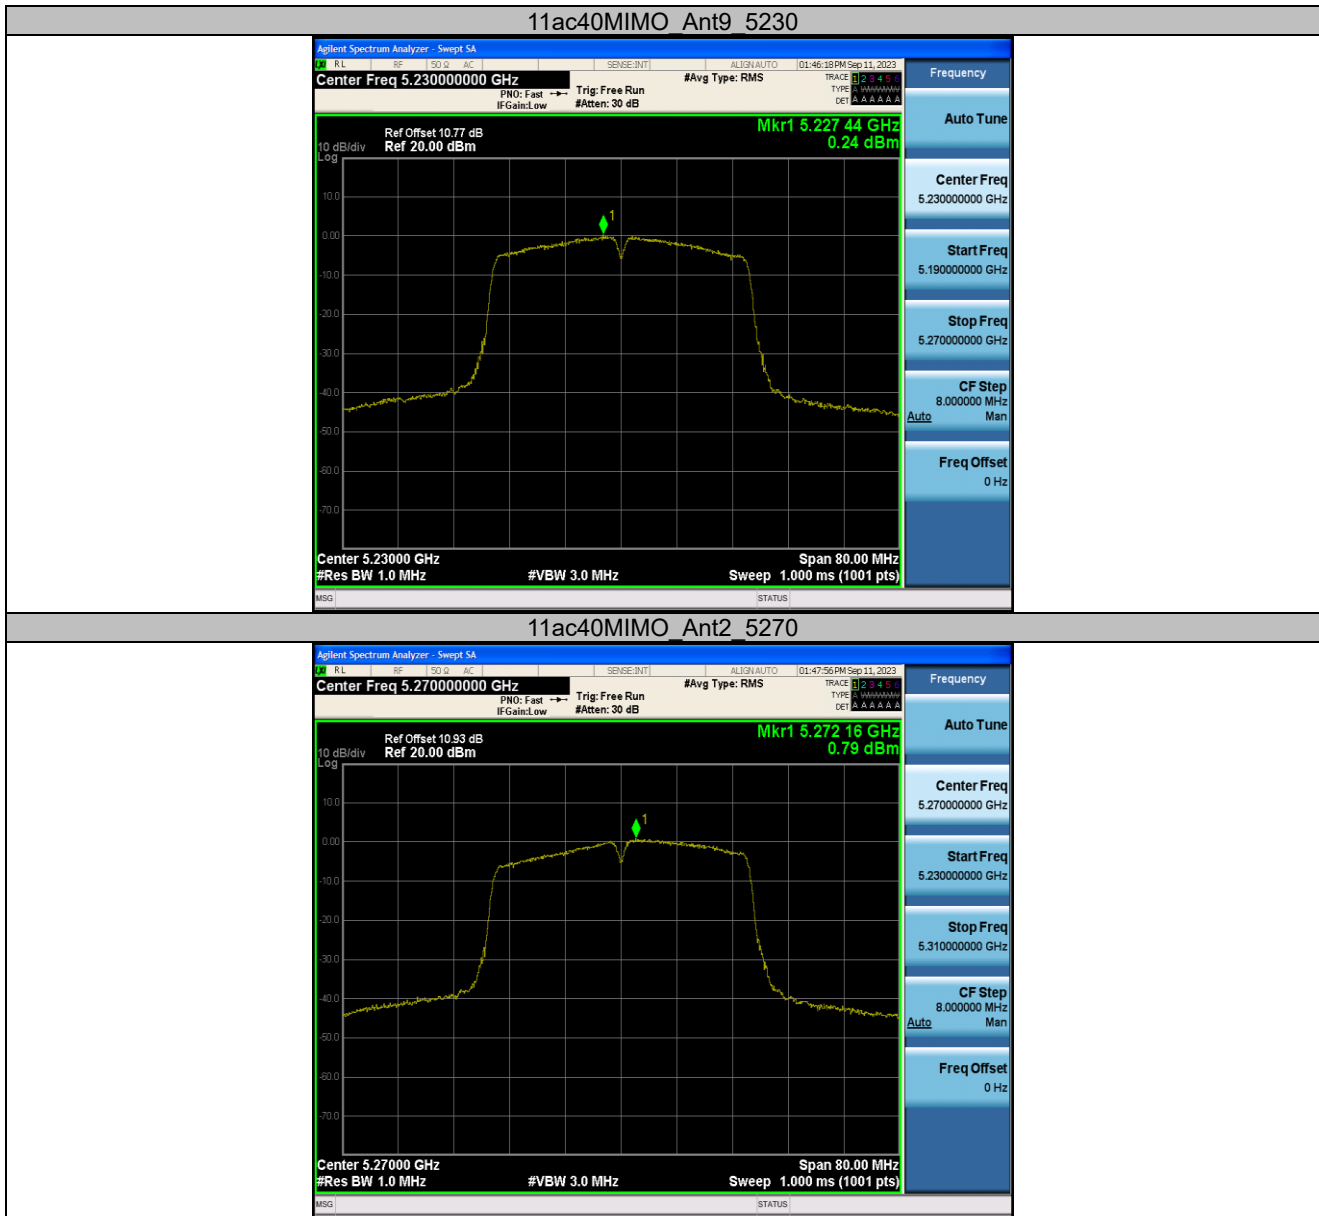 11ac40MIMO_Ant9_5230
Agilent Spectrum Analyzer - Swept SA
RL RF 50 Ω AC SENSE:INT ALIGN AUTO 01:46:18 PM Sep 11, 2023
Center Freq 5.230000000 GHz
PNO: Fast
IFGain:Low
Trig: Free Run
#Atten: 30 dB
#Avg Type: RMS
TRACE 1 2 3 4 5 6
TYPE A WWWWW
DET A A A A A A
Mkr1 5.227 44 GHz
0.24 dBm
Ref Offset 10.77 dB
10 dB/div Ref 20.00 dBm
Log
10.0
1
0.00
-10.0
-20.0
-30.0
-40.0
-50.0
-60.0
-70.0
Center 5.23000 GHz Span 80.00 MHz
#Res BW 1.0 MHz #VBW 3.0 MHz Sweep 1.000 ms (1001 pts)
MSG STATUS
Frequency
Auto Tune
Center Freq
5.230000000 GHz
Start Freq
5.190000000 GHz
Stop Freq
5.270000000 GHz
CF Step
8.000000 MHz
Auto Man
Freq Offset
0 Hz
11ac40MIMO_Ant2_5270
Agilent Spectrum Analyzer - Swept SA
RL RF 50 Ω AC SENSE:INT ALIGN AUTO 01:47:56 PM Sep 11, 2023
Center Freq 5.270000000 GHz
PNO: Fast
IFGain:Low
Trig: Free Run
#Atten: 30 dB
#Avg Type: RMS
TRACE 1 2 3 4 5 6
TYPE A WWWWW
DET A A A A A A
Mkr1 5.272 16 GHz
0.79 dBm
Ref Offset 10.93 dB
10 dB/div Ref 20.00 dBm
Log
10.0
1
0.00
-10.0
-20.0
-30.0
-40.0
-50.0
-60.0
-70.0
Center 5.27000 GHz Span 80.00 MHz
#Res BW 1.0 MHz #VBW 3.0 MHz Sweep 1.000 ms (1001 pts)
MSG STATUS
Frequency
Auto Tune
Center Freq
5.270000000 GHz
Start Freq
5.230000000 GHz
Stop Freq
5.310000000 GHz
CF Step
8.000000 MHz
Auto Man
Freq Offset
0 Hz